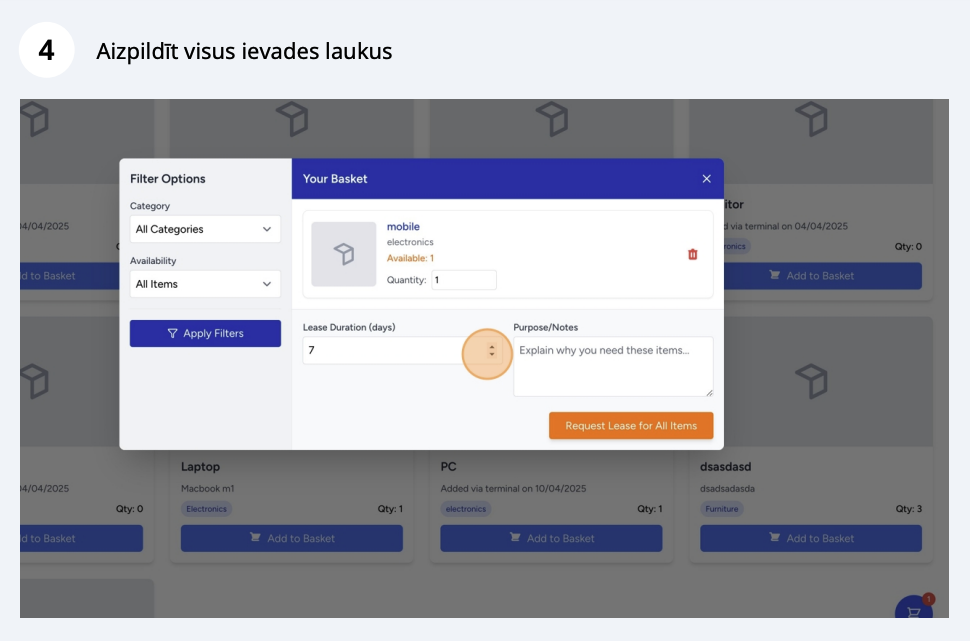 4 Aizpildīt visus ievades laukus
Filter Options
Category
All Categories
Availability
All Items
Apply Filters
Your Basket
mobile
electronics
Available: 1
Quantity: 1
Lease Duration (days)
7
Purpose/Notes
Explain why you need these items...
Request Lease for All Items
04/04/2025
d to Basket
itor
d via terminal on 04/04/2025
ronics
Qty: 0
Add to Basket
04/04/2025
Qty: 0
d to Basket
Laptop
Macbook m1
Electronics
Qty: 1
Add to Basket
PC
Added via terminal on 10/04/2025
electronics
Qty: 1
Add to Basket
dsasdasd
dsadsadasda
Furniture
Qty: 3
Add to Basket
1